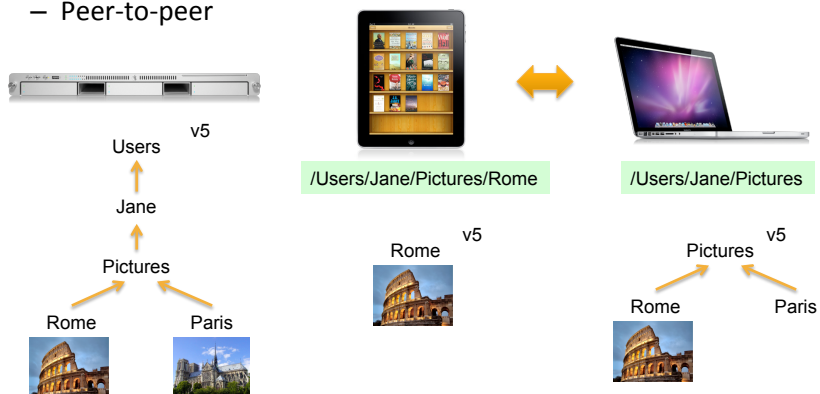 – Peer-to-peer
Users
v5
Jane
Pictures
Rome
Paris
/Users/Jane/Pictures/Rome
Rome
v5
/Users/Jane/Pictures
Pictures
v5
Rome
Paris